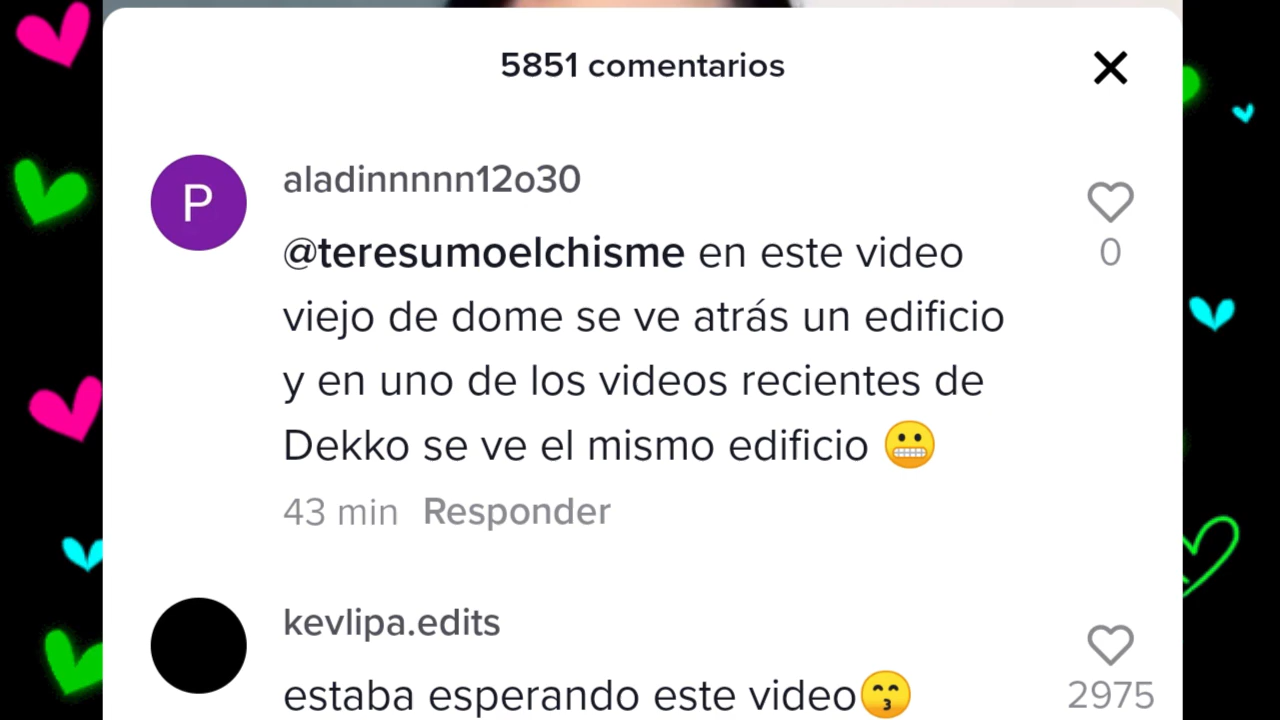 5851 comentarios
P
aladinnnnn12o30
@teresumoelchisme en este video
viejo de dome se ve atrás un edificio
y en uno de los videos recientes de
Dekko se ve el mismo edificio 😬
0
43 min Responder
kevlipa.edits
estaba esperando este video😙
2975